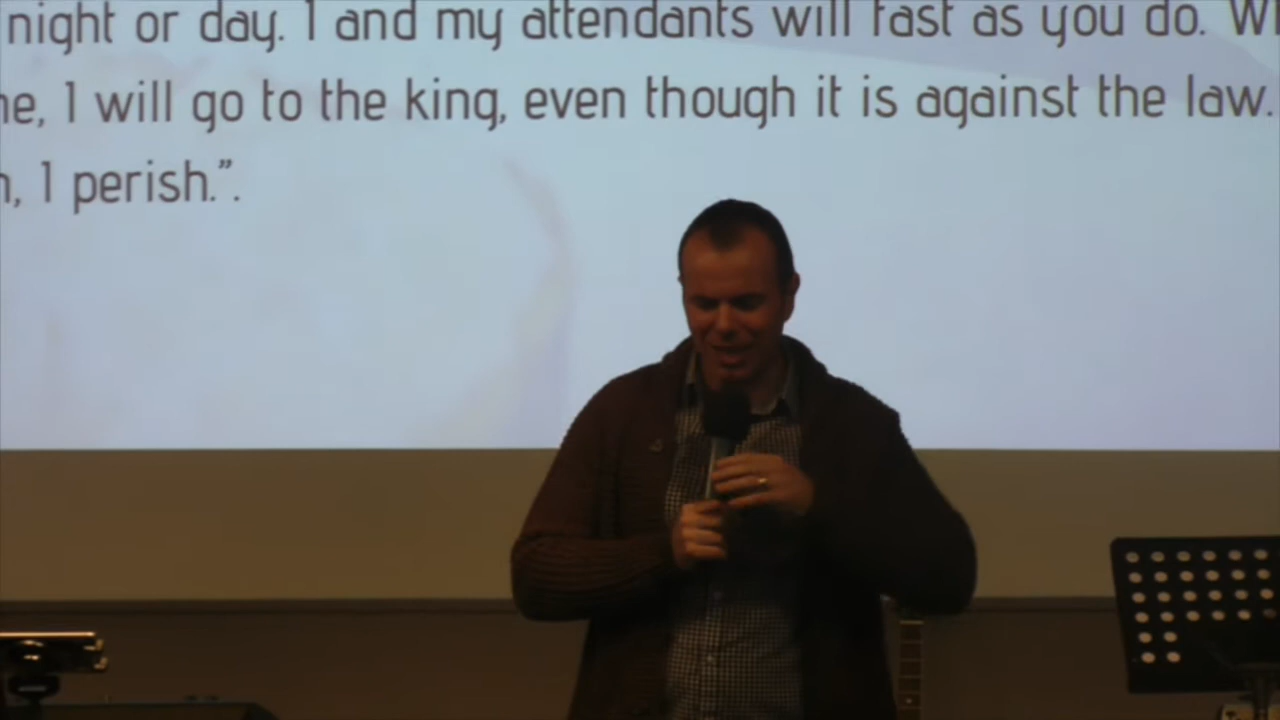 night or day. I and my attendants will fast as you do.
I will go to the king, even though it is against the law.
I perish.”.